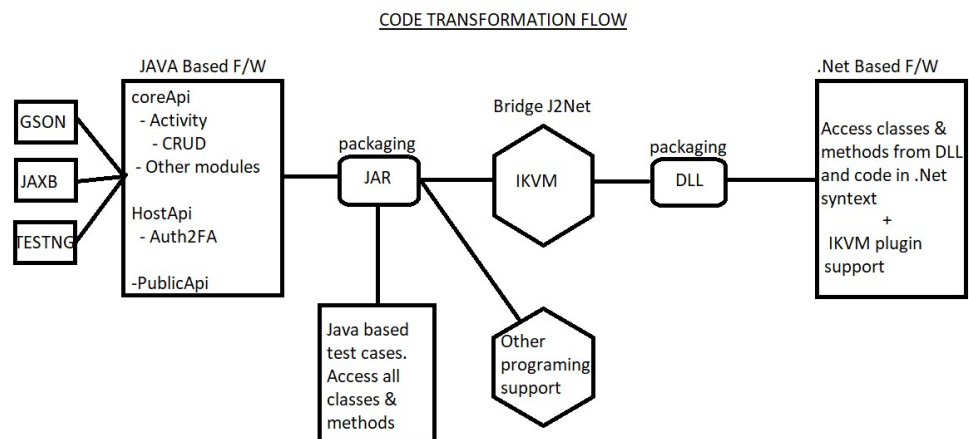 CODE TRANSFORMATION FLOW
JAVA Based F/W
GSON
JAXB
TESTNG
coreApi
- Activity
- CRUD
- Other modules
HostApi
- Auth2FA
-PublicApi
packaging
JAR
Java based
test cases.
Access all
classes &
methods
Bridge J2Net
IKVM
Other
programing
support
packaging
DLL
.Net Based F/W
Access classes &
methods from DLL
and code in .Net
syntext
+
IKVM plugin
support